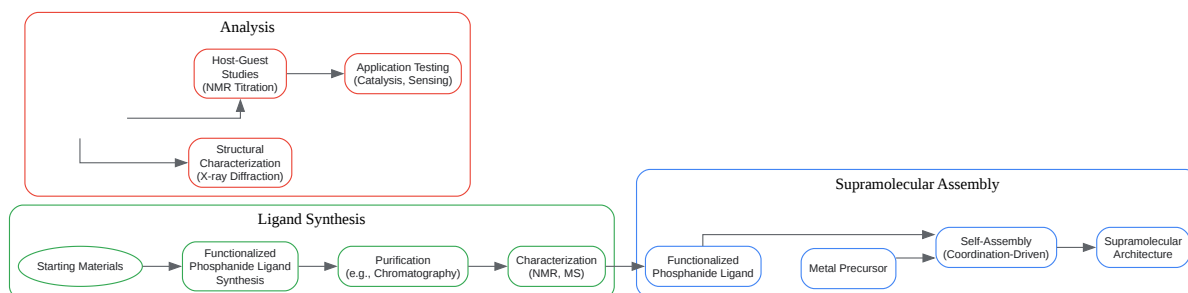 Analysis
Host-Guest
Studies
(NMR Titration)
Application Testing
(Catalysis, Sensing)
Structural
Characterization
(X-ray Diffraction)
Ligand Synthesis
Starting Materials
Functionalized
Phosphanide Ligand
Synthesis
Purification
(e.g., Chromatography)
Characterization
(NMR, MS)
Supramolecular Assembly
Functionalized
Phosphanide Ligand
Metal Precursor
Self-Assembly
(Coordination-Driven)
Supramolecular
Architecture